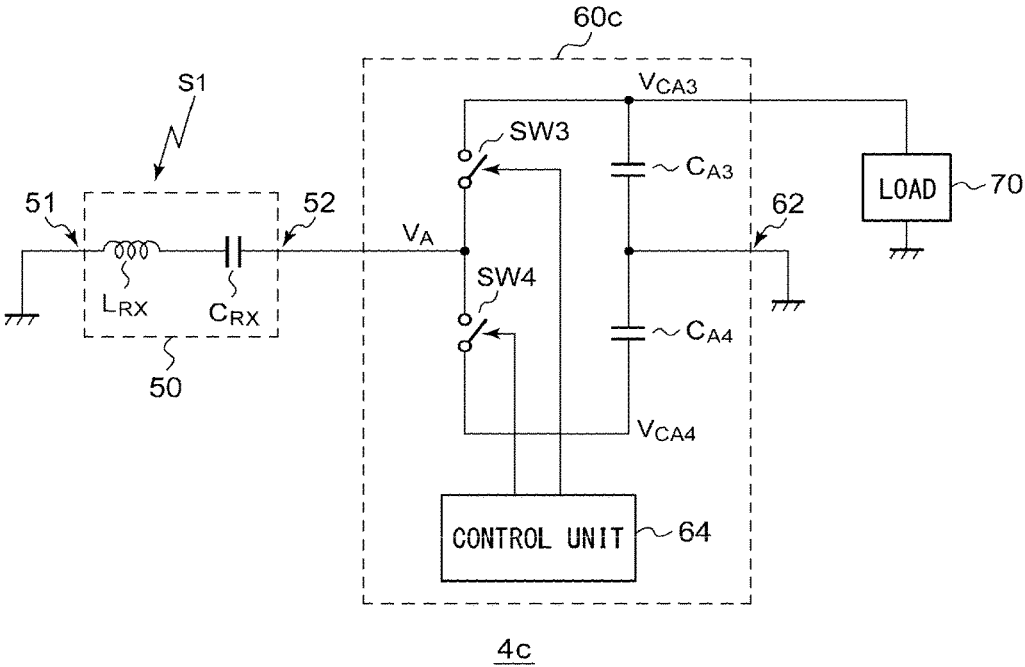 60c
S1
VCA3
SW3
CA3
LOAD
70
51
52
62
VA
SW4
LRX
CRX
CA4
50
VCA4
CONTROL UNIT
64
4c